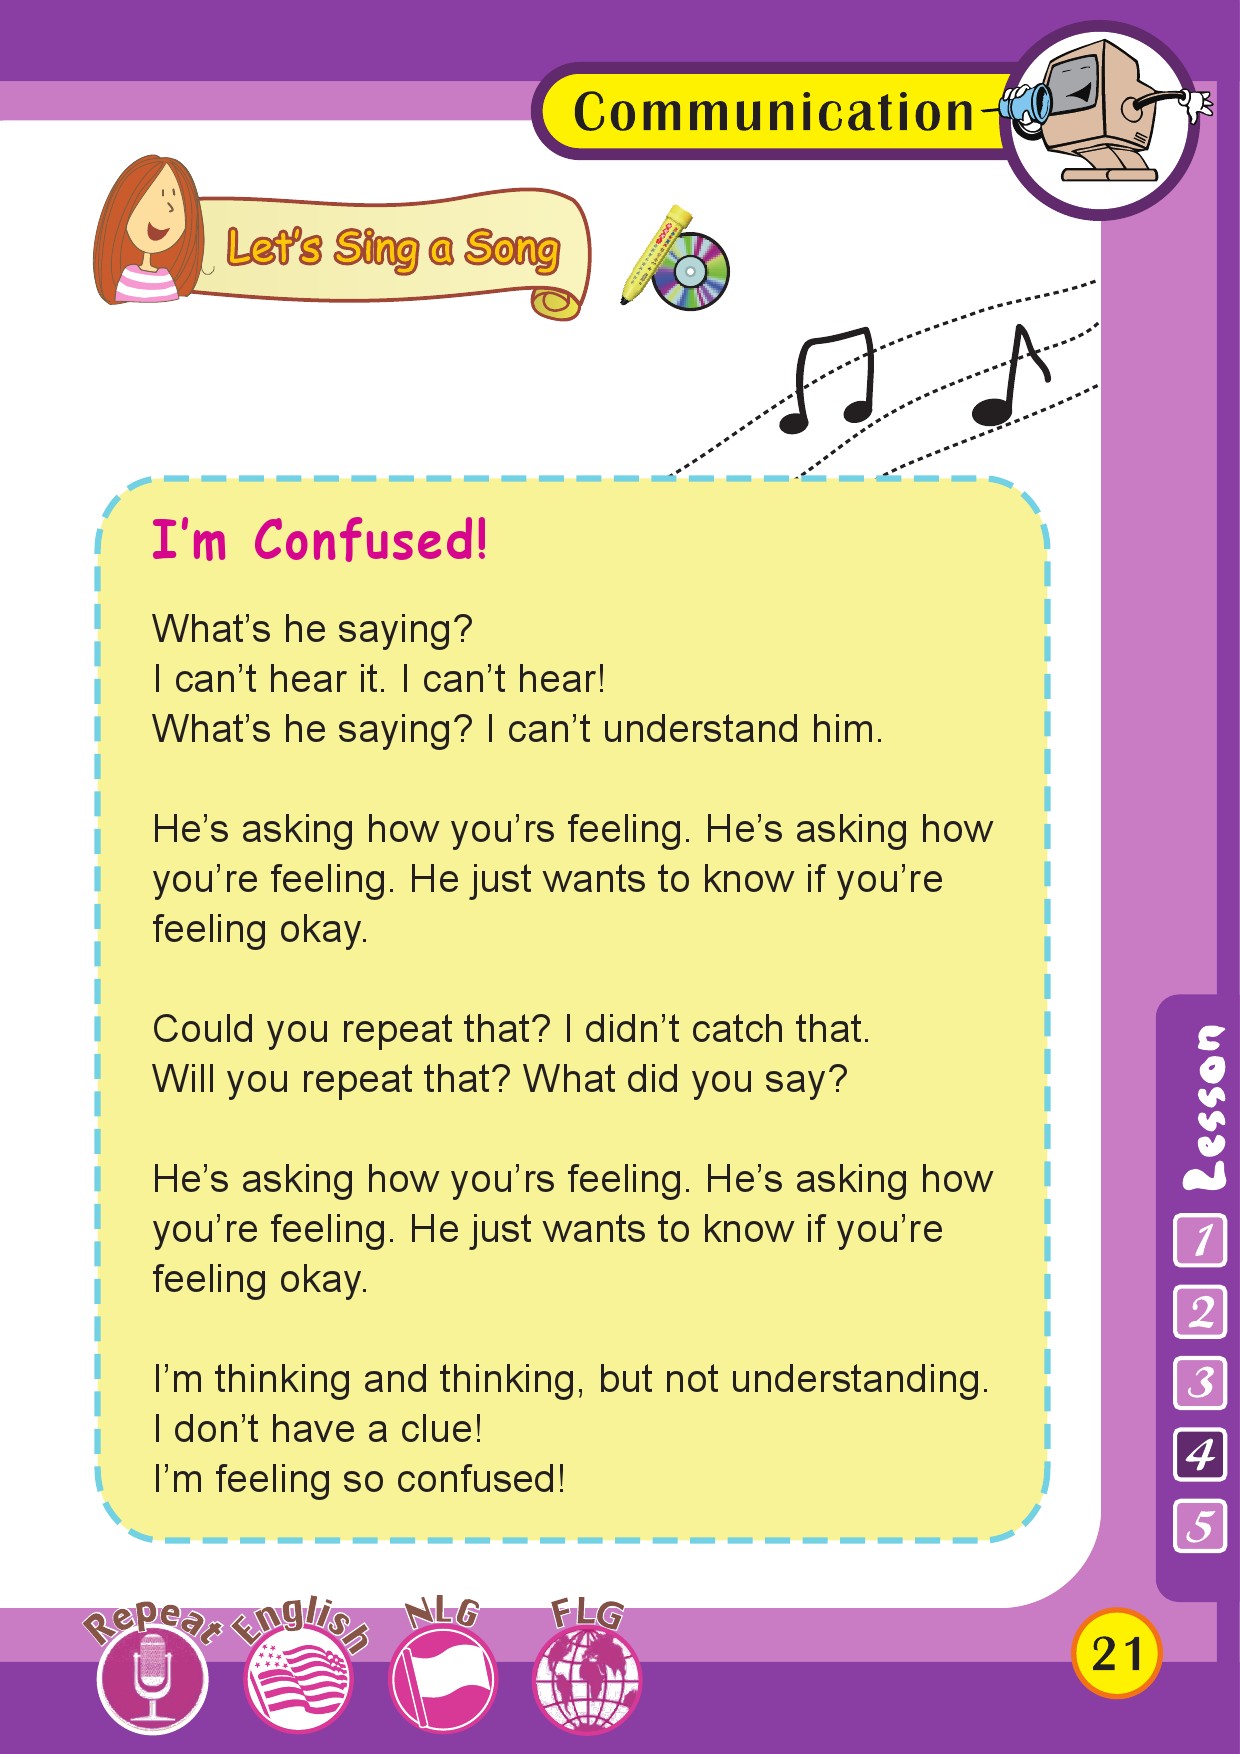 Communication
Let's Sing a Song
I'm Confused!
What's he saying?
I can't hear it. I can't hear!
What's he saying? I can't understand him.
He's asking how you'rs feeling. He's asking how
you're feeling. He just wants to know if you're
feeling okay.
Could you repeat that? I didn't catch that.
Will you repeat that? What did you say?
He's asking how you'rs feeling. He's asking how
you're feeling. He just wants to know if you're
feeling okay.
I'm thinking and thinking, but not understanding.
I don't have a clue!
I'm feeling so confused!
Lesson
1
2
3
4
5
Repeat
English
NLG
FLG
21